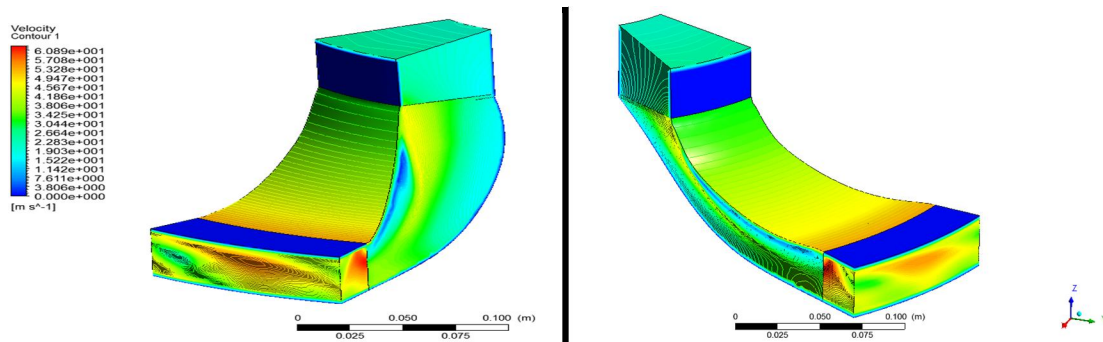 Velocity
Contour 1
6.089e+001
5.708e+001
5.328e+001
4.947e+001
4.567e+001
4.186e+001
3.806e+001
3.425e+001
3.044e+001
2.664e+001
2.283e+001
1.903e+001
1.522e+001
1.142e+001
7.611e+000
3.806e+000
0.000e+000
[m s^-1]
0 0.050 0.100 (m)
0.025 0.075
0 0.050 0.100 (m)
0.025 0.075
Z